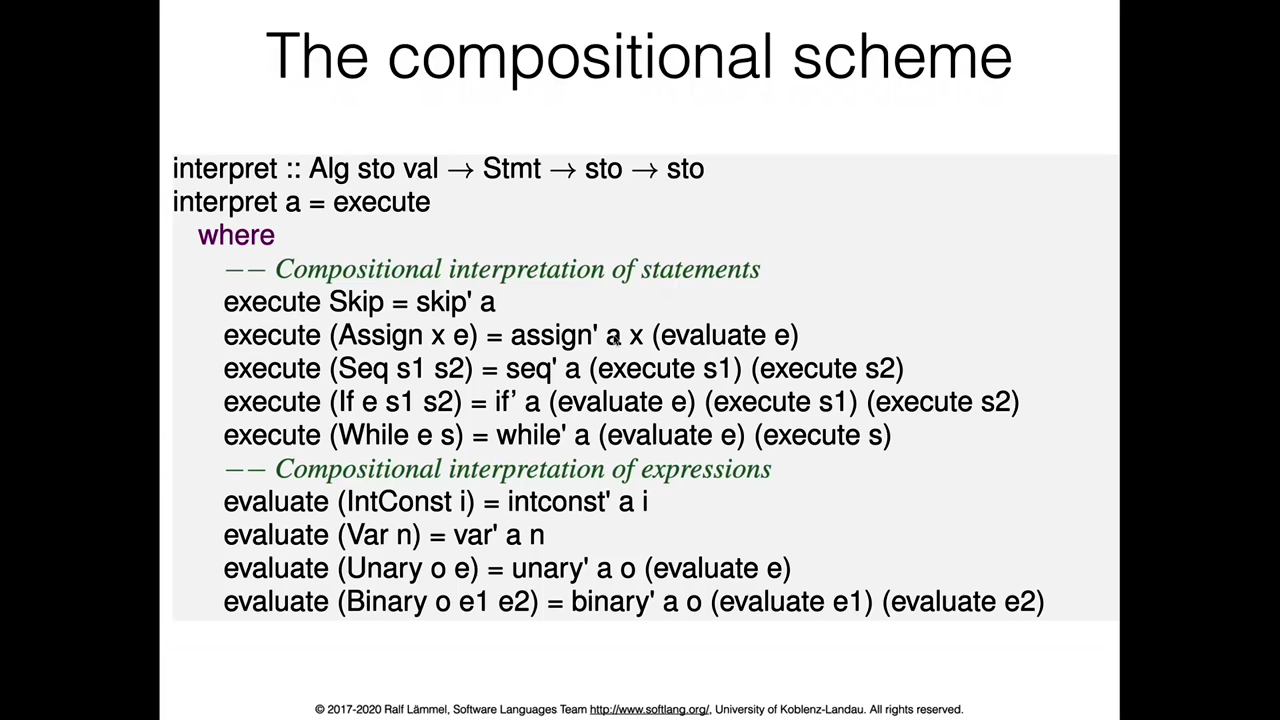 The compositional scheme
interpret :: Alg sto val → Stmt → sto → sto
interpret a = execute
where
−− Compositional interpretation of statements
execute Skip = skip' a
execute (Assign x e) = assign' a x (evaluate e)
execute (Seq s1 s2) = seq' a (execute s1) (execute s2)
execute (If e s1 s2) = if’ a (evaluate e) (execute s1) (execute s2)
execute (While e s) = while' a (evaluate e) (execute s)
−− Compositional interpretation of expressions
evaluate (IntConst i) = intconst' a i
evaluate (Var n) = var' a n
evaluate (Unary o e) = unary' a o (evaluate e)
evaluate (Binary o e1 e2) = binary' a o (evaluate e1) (evaluate e2)
© 2017-2020 Ralf Lämmel, Software Languages Team http://www.softlang.org/, University of Koblenz-Landau. All rights reserved.